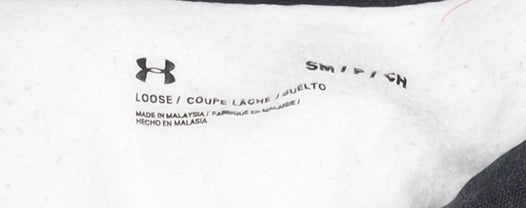 SM / P / CH
LOOSE / COUPE LÂCHE / SUELTO
MADE IN MALAYSIA / FABRIQUÉ EN MALAISIE /
HECHO EN MALASIA